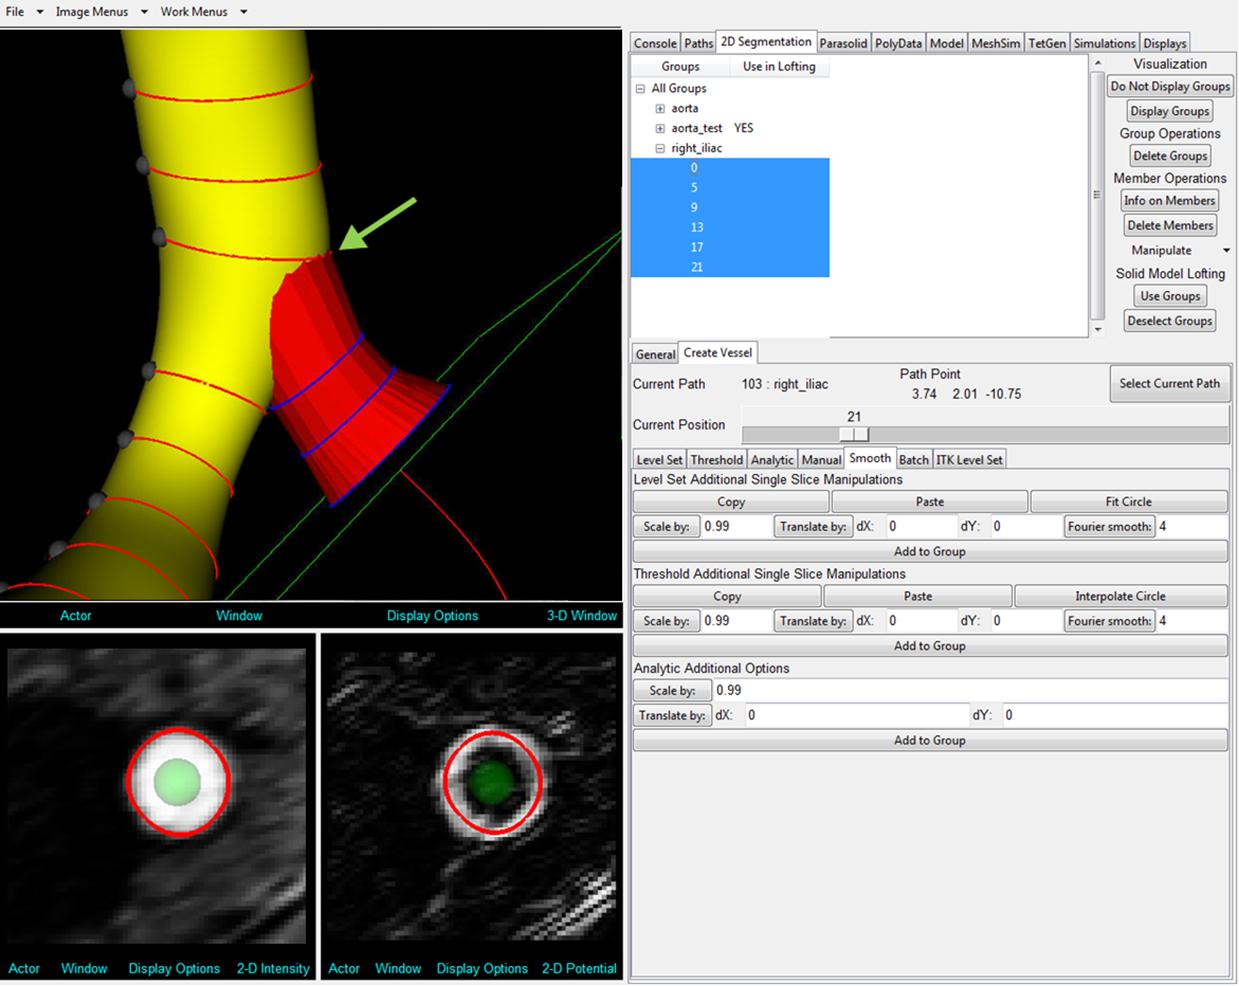 File Image Menus Work Menus
Console Paths 2D Segmentation Parasolid PolyData Model MeshSim TetGen Simulations Displays
Groups Use in Lofting
All Groups
aorta
aorta_test YES
right_iliac
0
5
9
13
17
21
Visualization
Do Not Display Groups
Display Groups
Group Operations
Delete Groups
Member Operations
Info on Members
Delete Members
Manipulate
Solid Model Lofting
Use Groups
Deselect Groups
General Create Vessel
Current Path 103 : right_iliac
Path Point
3.74 2.01 -10.75
Select Current Path
Current Position
21
Level Set Threshold Analytic Manual Smooth Batch ITK Level Set
Level Set Additional Single Slice Manipulations
Copy Paste Fit Circle
Scale by: 0.99 Translate by: dX: 0 dY: 0 Fourier smooth: 4
Add to Group
Threshold Additional Single Slice Manipulations
Copy Paste Interpolate Circle
Scale by: 0.99 Translate by: dX: 0 dY: 0 Fourier smooth: 4
Add to Group
Analytic Additional Options
Scale by: 0.99
Translate by: dX: 0 dY: 0
Add to Group
Actor Window Display Options 3-D Window
Actor Window Display Options 2-D Intensity
Actor Window Display Options 2-D Potential